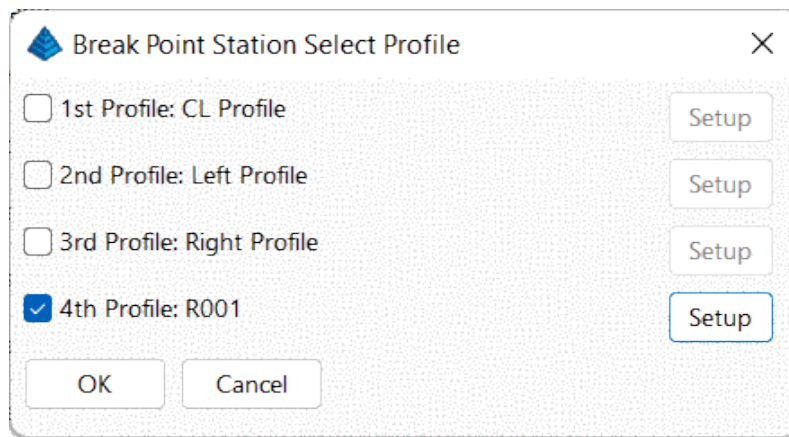 Break Point Station Select Profile
1st Profile: CL Profile Setup
2nd Profile: Left Profile Setup
3rd Profile: Right Profile Setup
4th Profile: R001 Setup
OK Cancel